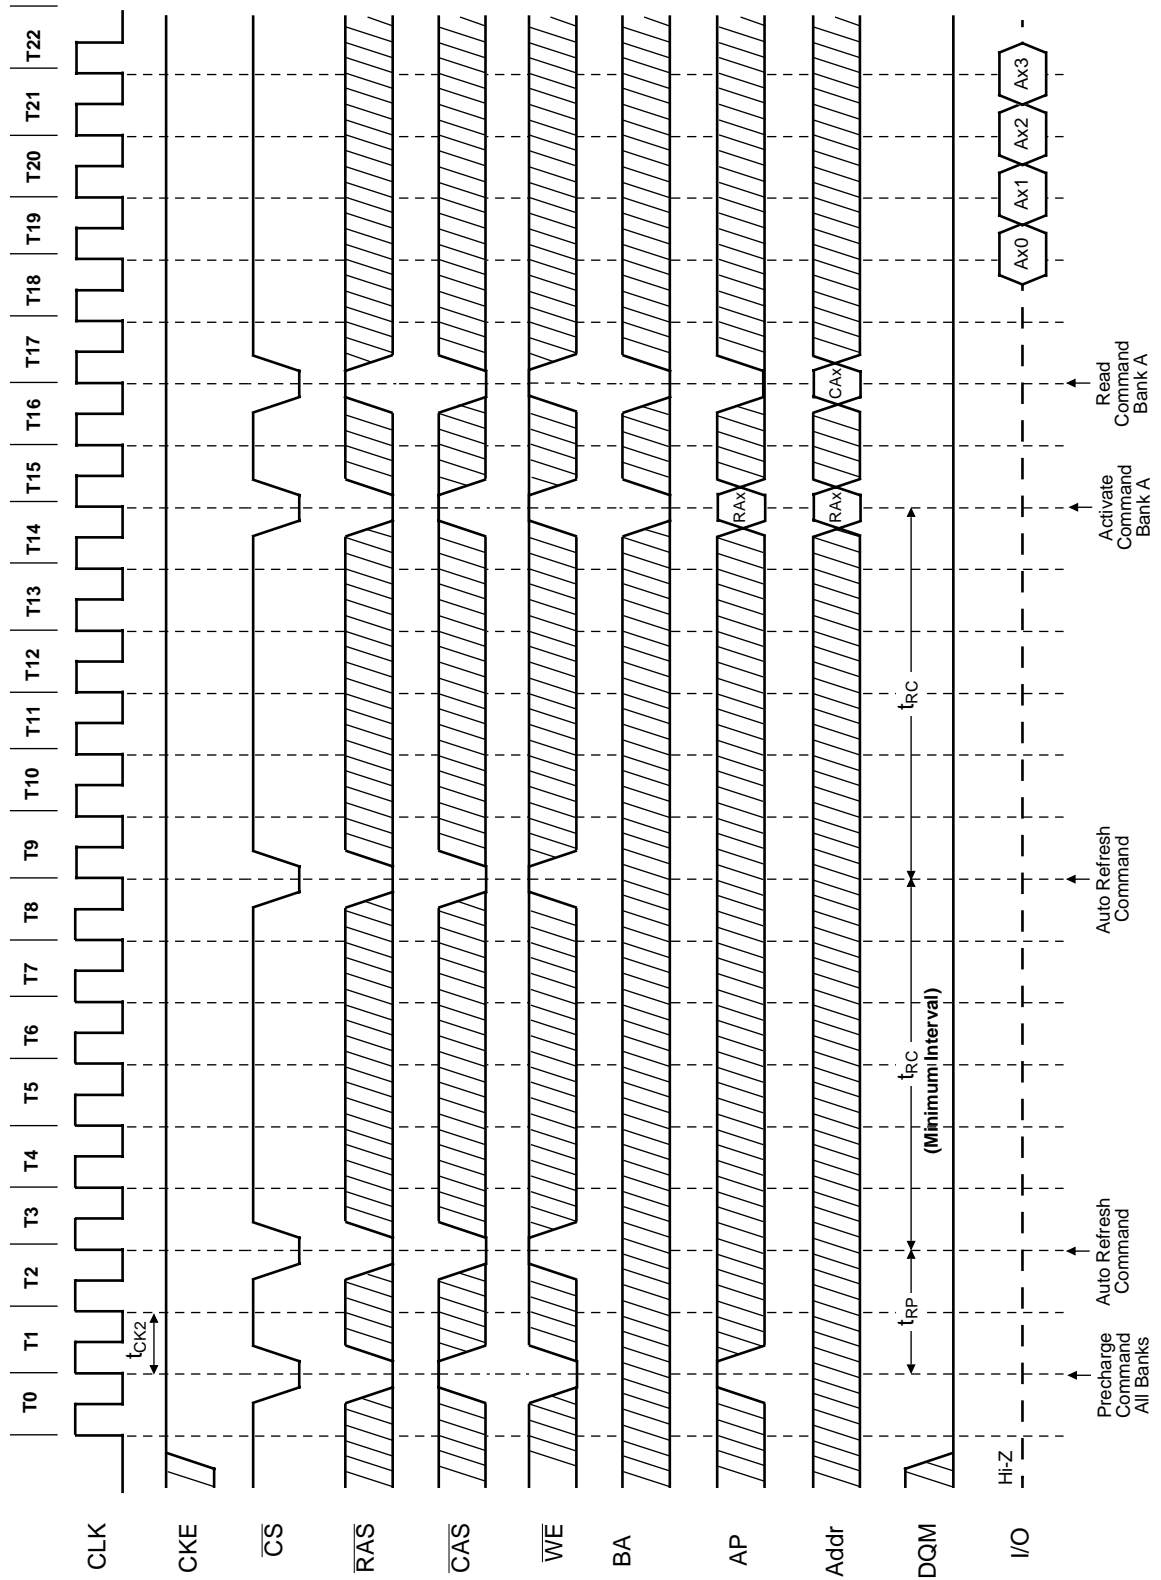 T0 T1 T2 T3 T4 T5 T6 T7 T8 T9 T10 T11 T12 T13 T14 T15 T16 T17 T18 T19 T20 T21 T22
CLK
tCK2
CKE
CS
RAS
CAS
WE
BA
AP
RAx
Addr
RAx
CAx
DQM
tRP
tRC
(Minimum Interval)
tRC
I/O
Hi-Z
Ax0
Ax1
Ax2
Ax3
Precharge
Command
All Banks
Auto Refresh
Command
Auto Refresh
Command
Activate
Command
Bank A
Read
Command
Bank A